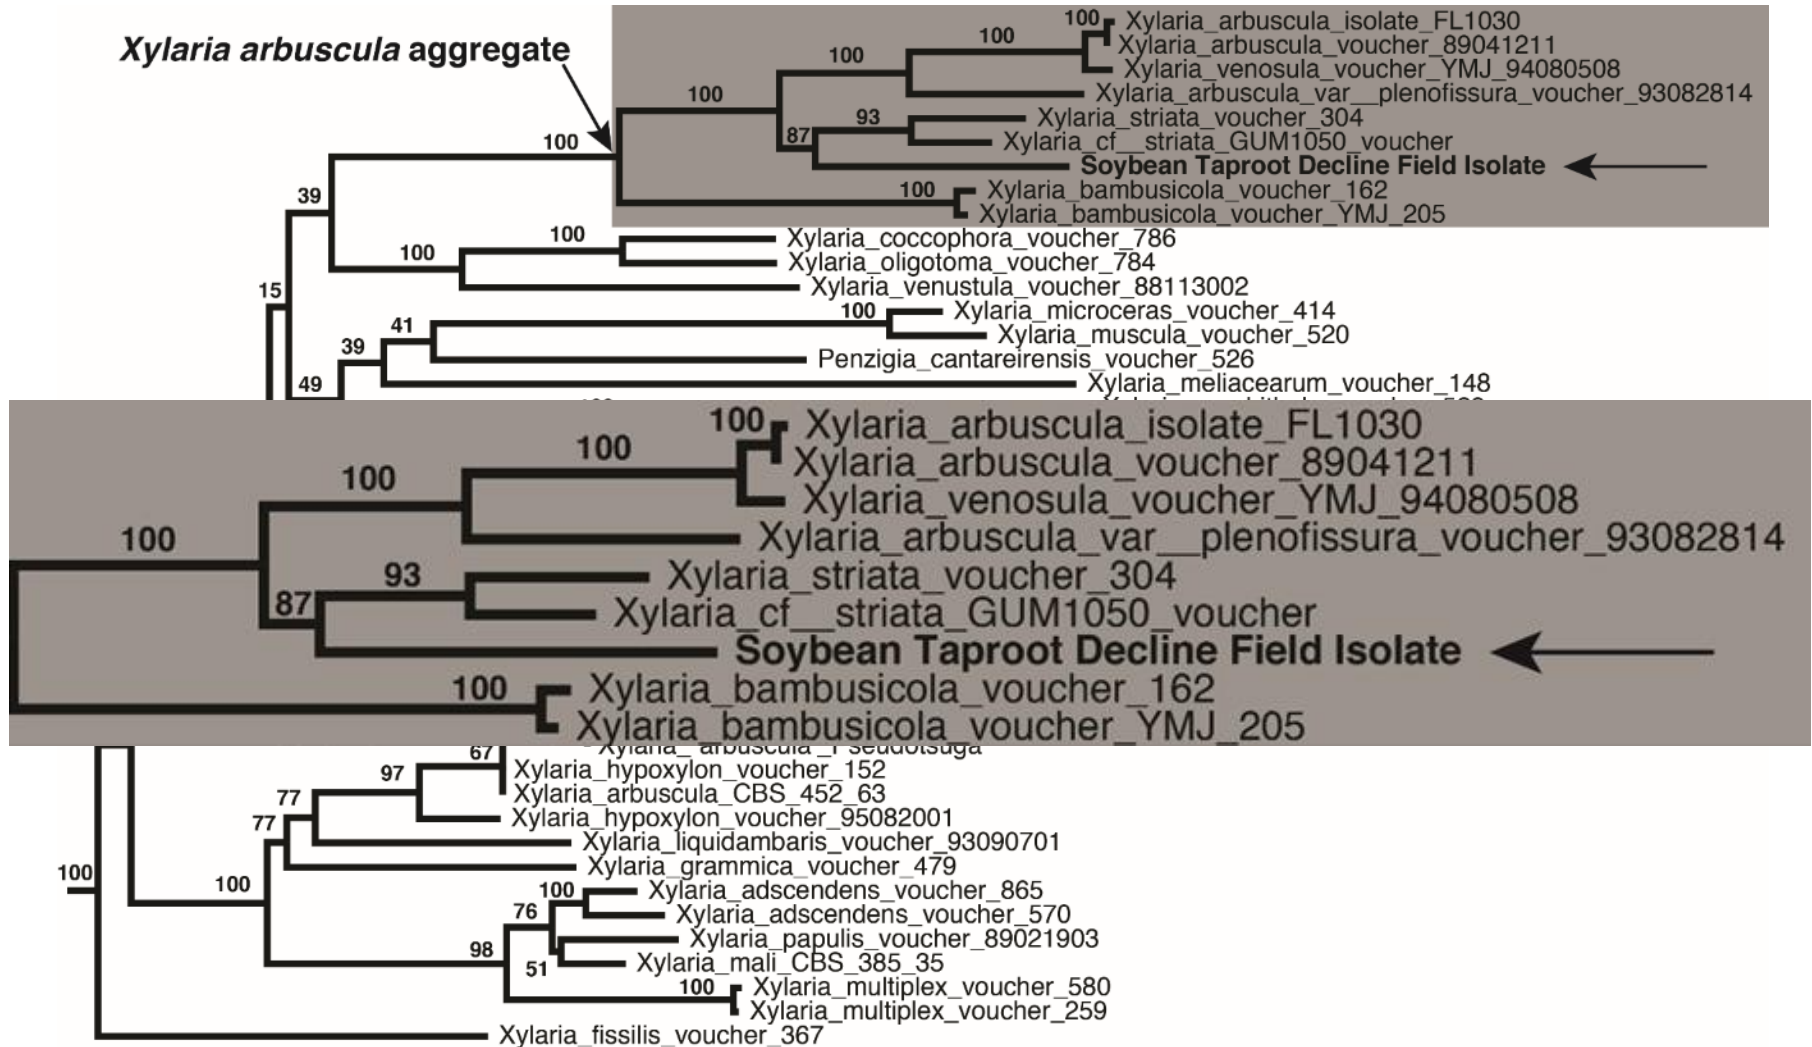 100 Xylaria_arbuscula_isolate_FL1030
Xylaria arbuscula aggregate
100 Xylaria_arbuscula_voucher_89041211
100 Xylaria_venosula_voucher_YMJ_94080508
100 Xylaria_arbuscula_var__plenofissura_voucher_93082814
93 Xylaria_striata_voucher_304
100 87 Xylaria_cf__striata_GUM1050_voucher
Soybean Taproot Decline Field Isolate
39 100 Xylaria_bambusicola_voucher_162
Xylaria_bambusicola_voucher_YMJ_205
100 Xylaria_coccophora_voucher_786
100 Xylaria_oligotoma_voucher_784
15 Xylaria_venustula_voucher_88113002
100 Xylaria_microceras_voucher_414
41 Xylaria_muscula_voucher_520
39 Penzigia_cantareirensis_voucher_526
49 Xylaria_meliacearum_voucher_148
100 Xylaria_arbuscula_isolate_FL1030
100 Xylaria_arbuscula_voucher_89041211
100 Xylaria_venosula_voucher_YMJ_94080508
100 Xylaria_arbuscula_var__plenofissura_voucher_93082814
93 Xylaria_striata_voucher_304
87 Xylaria_cf__striata_GUM1050_voucher
Soybean Taproot Decline Field Isolate
100 Xylaria_bambusicola_voucher_162
Xylaria_bambusicola_voucher_YMJ_205
67
97 Xylaria_hypoxylon_voucher_152
77 Xylaria_arbuscula_CBS_452_63
77 Xylaria_hypoxylon_voucher_95082001
Xylaria_liquidambaris_voucher_93090701
100 Xylaria_grammica_voucher_479
100 100 Xylaria_adscendens_voucher_865
76 Xylaria_adscendens_voucher_570
98 Xylaria_papulis_voucher_89021903
51 Xylaria_mali_CBS_385_35
100 Xylaria_multiplex_voucher_580
Xylaria_multiplex_voucher_259
Xylaria_fissilis_voucher_367